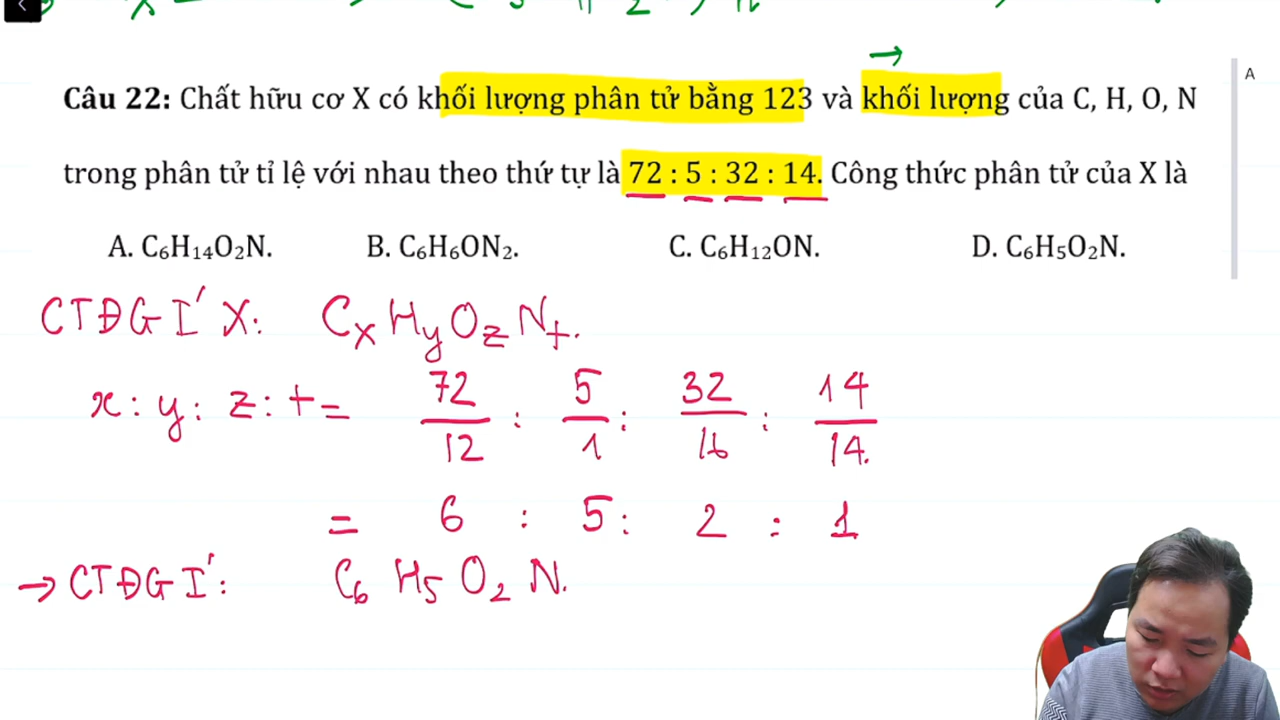 A
Câu 22: Chất hữu cơ X có khối lượng phân tử bằng 123 và khối lượng của C, H, O, N
trong phân tử tỉ lệ với nhau theo thứ tự là 72 : 5 : 32 : 14. Công thức phân tử của X là
A. C₆H₁₄O₂N. B. C₆H₆ON₂. C. C₆H₁₂ON. D. C₆H₅O₂N.
CTĐGI' X: CxHyOzNt.
x : y : z : t = 72/12 : 5/1 : 32/16 : 14/14.
= 6 : 5 : 2 : 1
→ CTĐGI': C₆H₅O₂N.